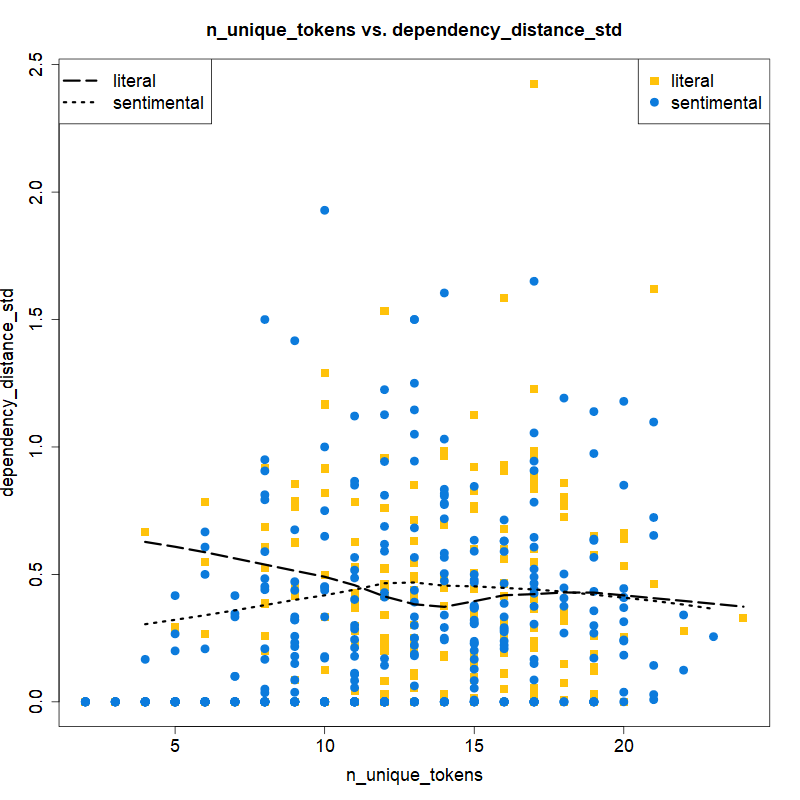 n_unique_tokens vs. dependency_distance_std
literal
sentimental
literal
sentimental
dependency_distance_std
2.5
2.0
1.5
1.0
0.5
0.0
5
10
15
20
n_unique_tokens